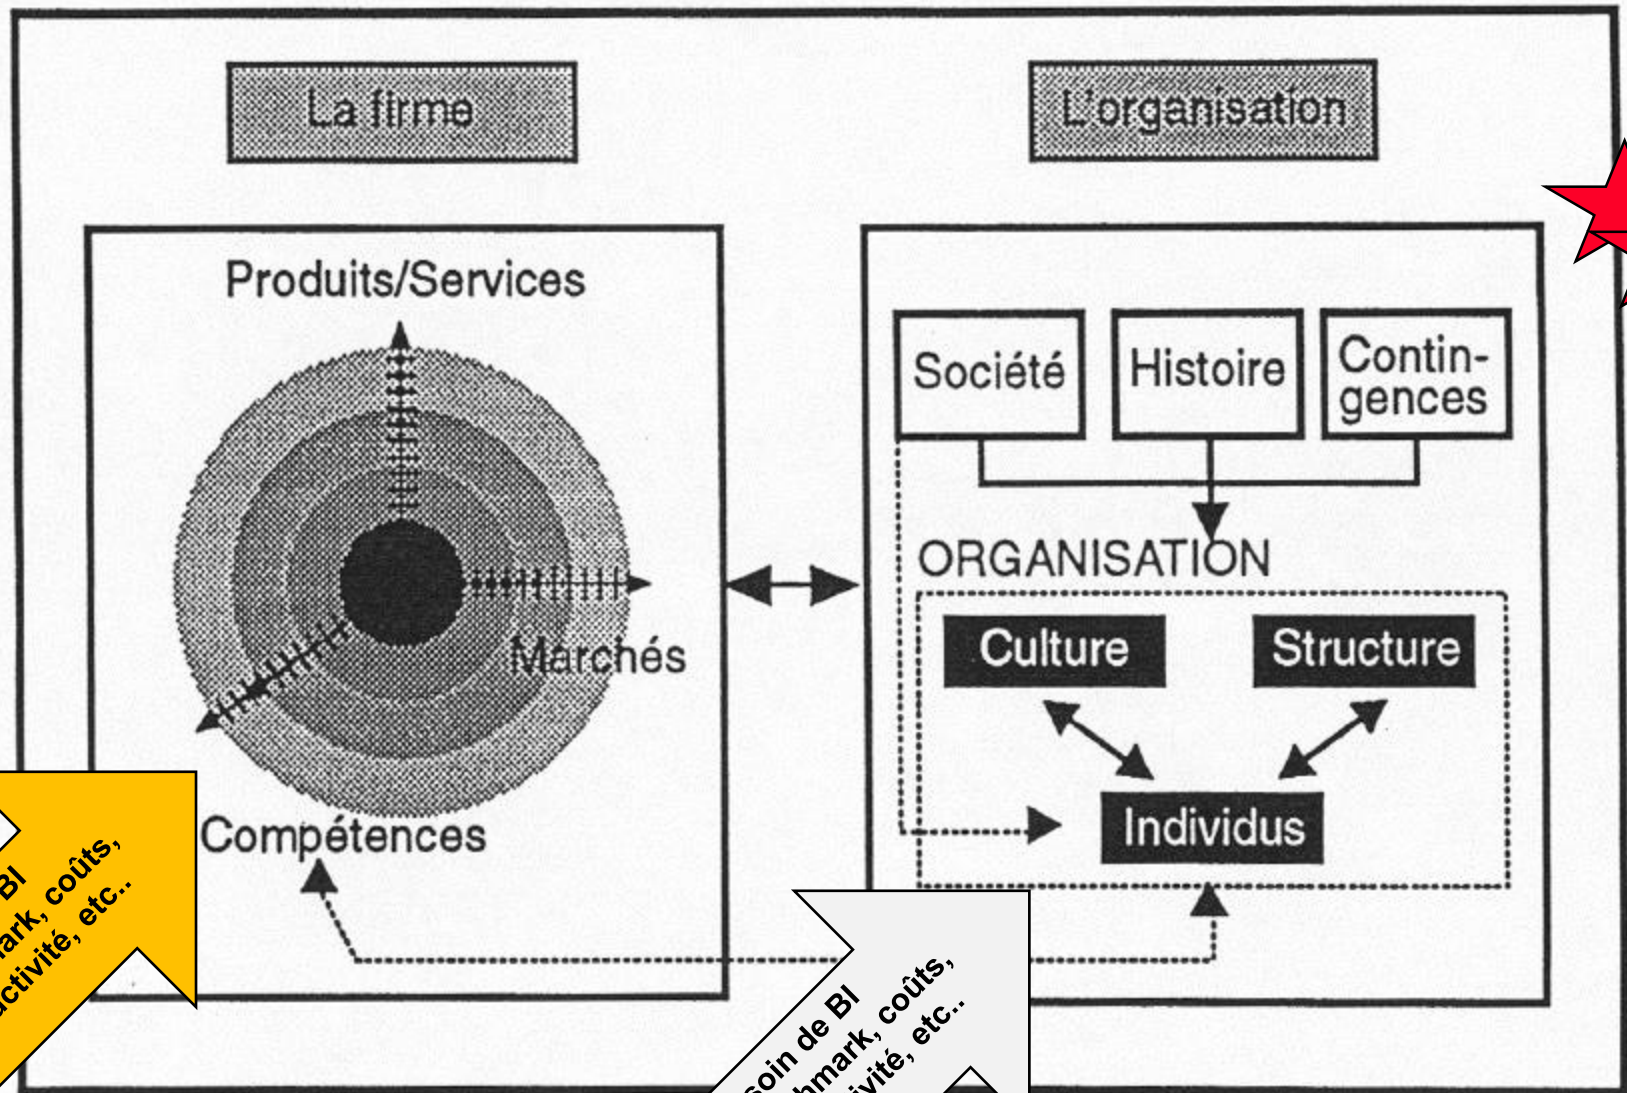 La firme
L'organisation
Produits/Services
Marchés
Compétences
Société
Histoire
Contin-
gences
ORGANISATION
Culture
Structure
Individus
BI
coûts,
etc..
de BI
coûts,
etc..